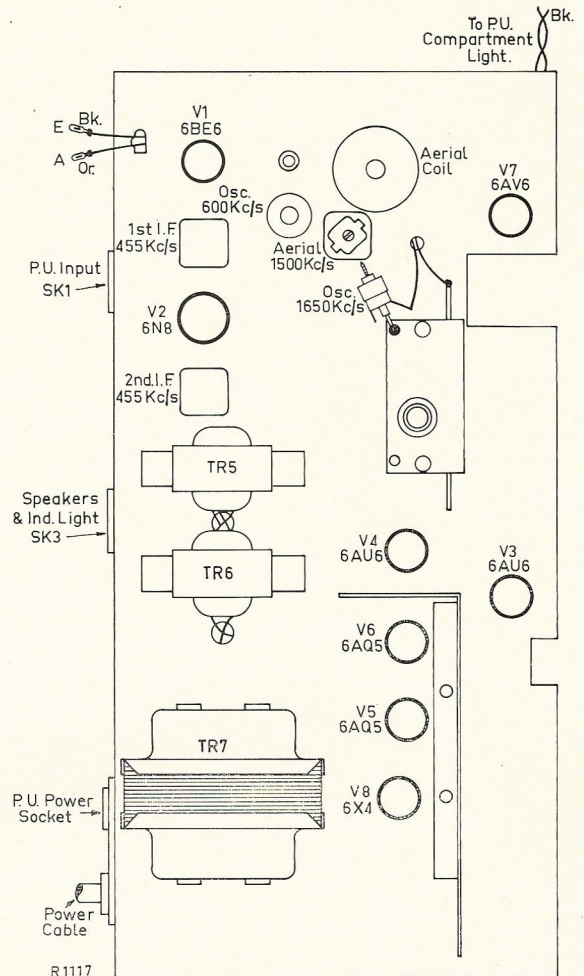 To P.U.
Compartment
Light.
Bk.
E
Bk.
A
Or.
V1
6BE6
Aerial
Coil
V7
6AV6
Osc.
600Kc/s
1st I.F.
455Kc/s
Aerial
1500Kc/s
P.U. Input
SK1
Osc.
1650Kc/s
V2
6N8
2nd. I.F.
455Kc/s
TR5
Speakers
& Ind. Light
SK3
V4
6AU6
V3
6AU6
TR6
V6
6AQ5
V5
6AQ5
TR7
V8
6X4
P.U. Power
Socket
Power
Cable
R1117